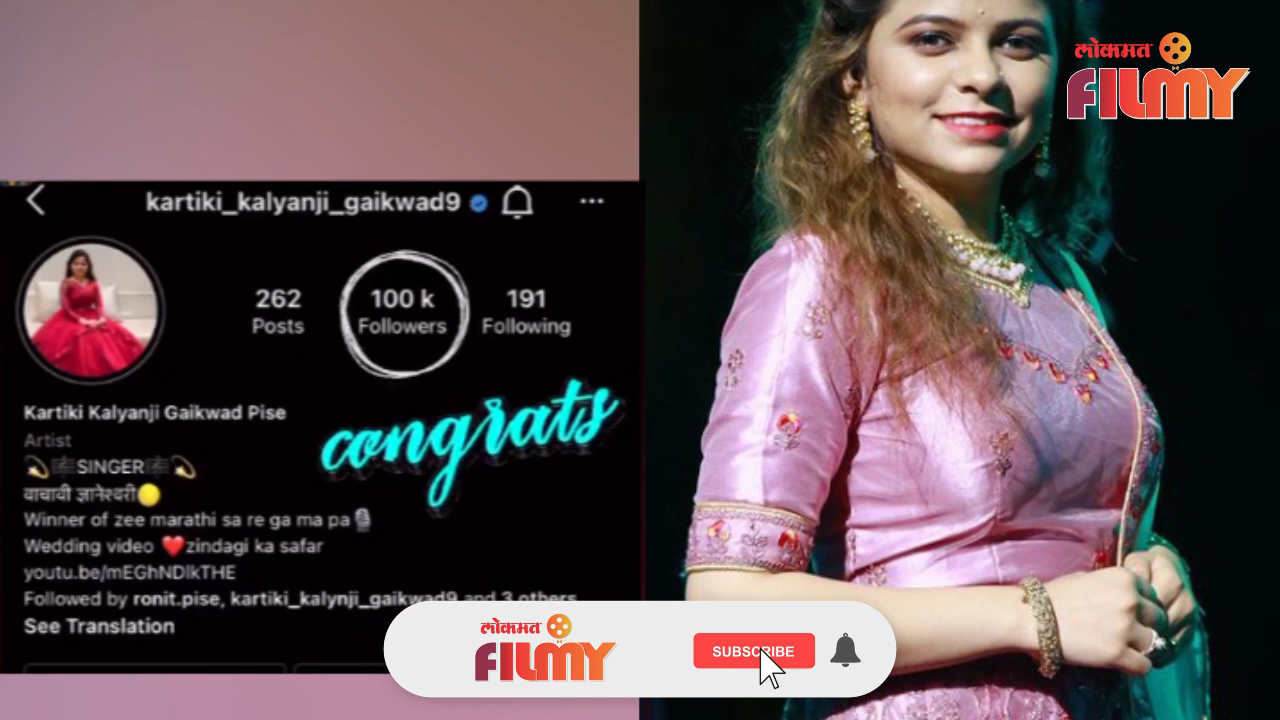 लोकमत
FILMY
kartiki_kalyanji_gaikwad9
262
Posts
100 k
Followers
191
Following
Kartiki Kalyanji Gaikwad Pise
congrats
Artist
SINGER
वाचावी ज्ञानेश्वरी
Winner of zee marathi sa re ga ma pa
Wedding video ❤️zindagi ka safar
youtu.be/mEGhNDlkTHE
Followed by ronit.pise, kartiki_kalynji_gaikwad9 and 3 others
See Translation
लोकमत
FILMY
SUBSCRIBE